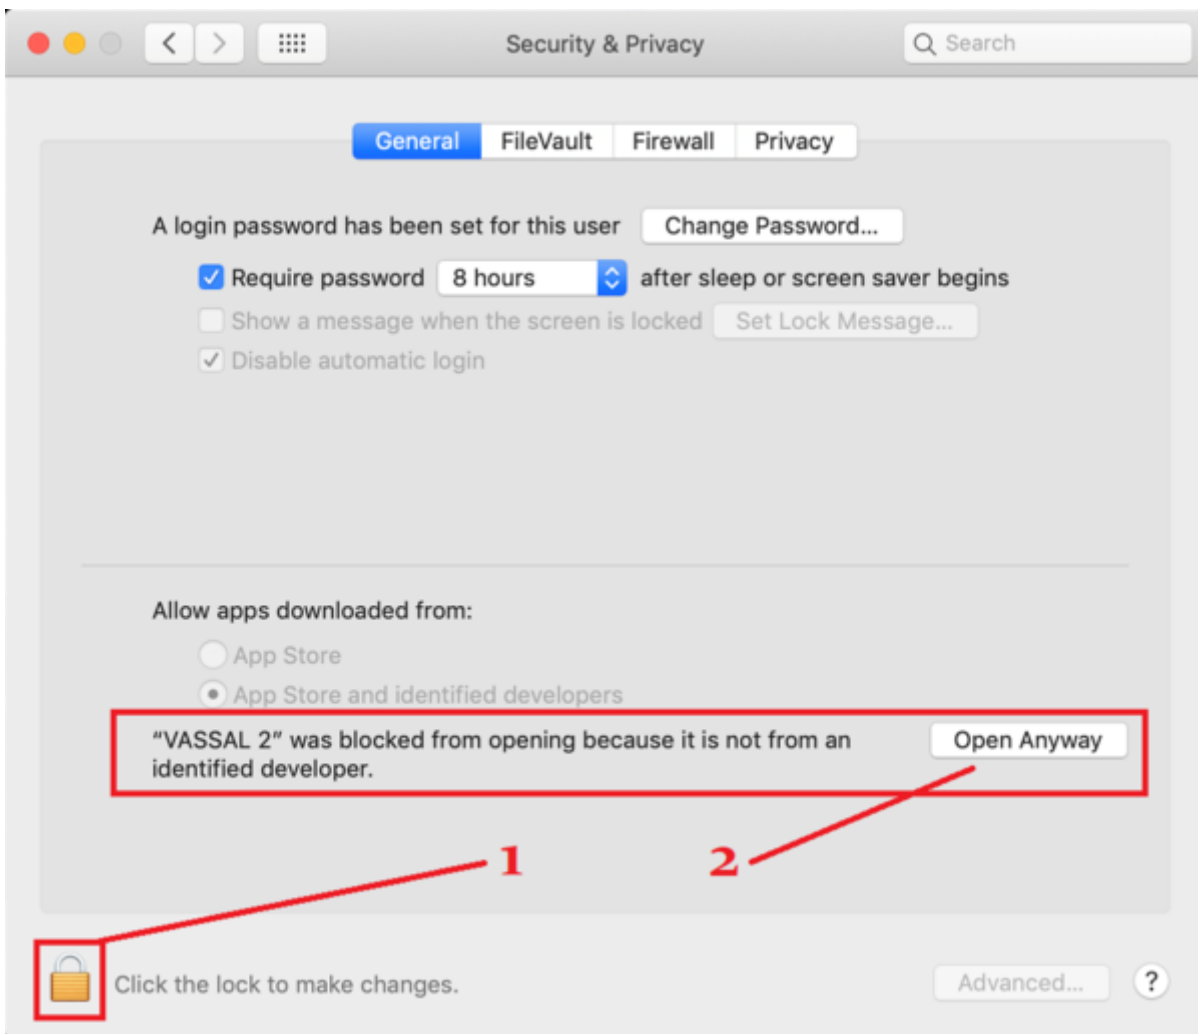 Security & Privacy
Search
General FileVault Firewall Privacy
A login password has been set for this user Change Password...
Require password 8 hours after sleep or screen saver begins
Show a message when the screen is locked Set Lock Message...
Disable automatic login
Allow apps downloaded from:
App Store
App Store and identified developers
“VASSAL 2” was blocked from opening because it is not from an Open Anyway
identified developer.
1 2
Click the lock to make changes. Advanced... ?